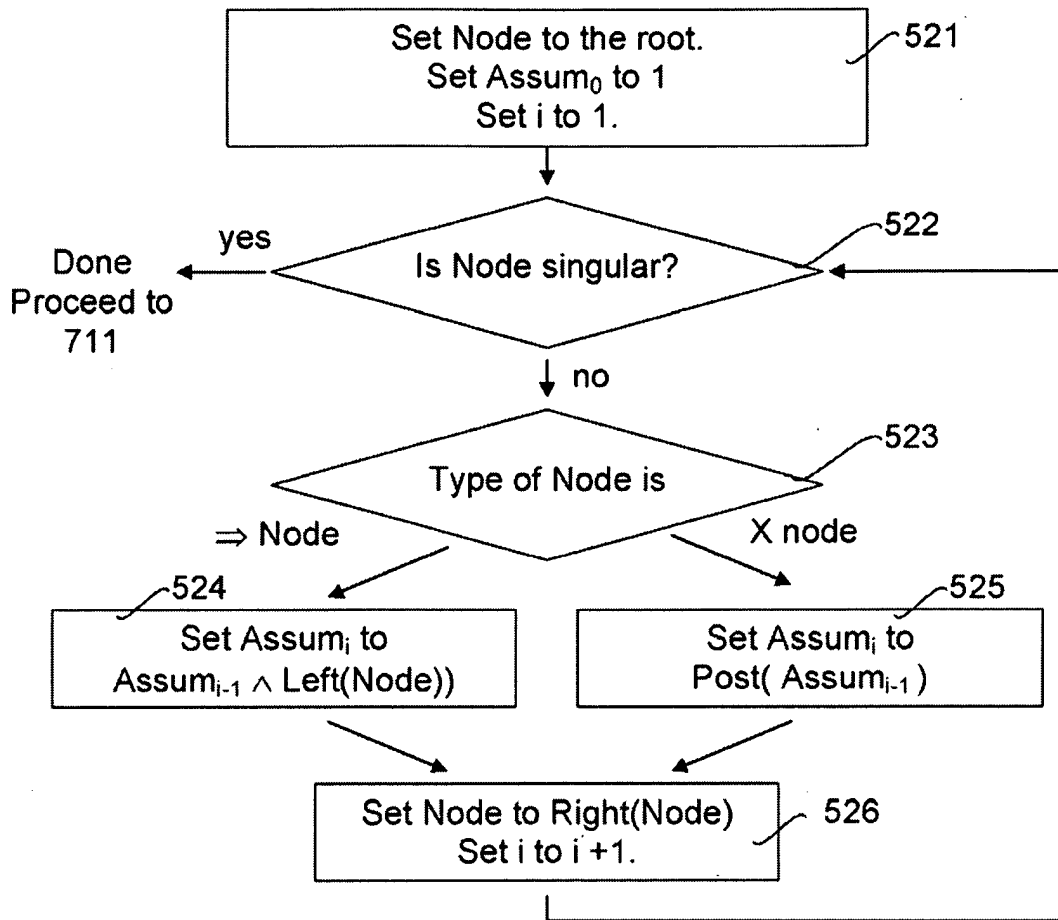 Set Node to the root.
Set Assum₀ to 1
Set i to 1.
521
522
yes
Is Node singular?
Done
Proceed to
711
no
523
Type of Node is
⇒ Node
X node
524
525
Set Assumᵢ to
Assumᵢ₋₁ ∧ Left(Node))
Set Assumᵢ to
Post( Assumᵢ₋₁ )
Set Node to Right(Node)
Set i to i +1.
526